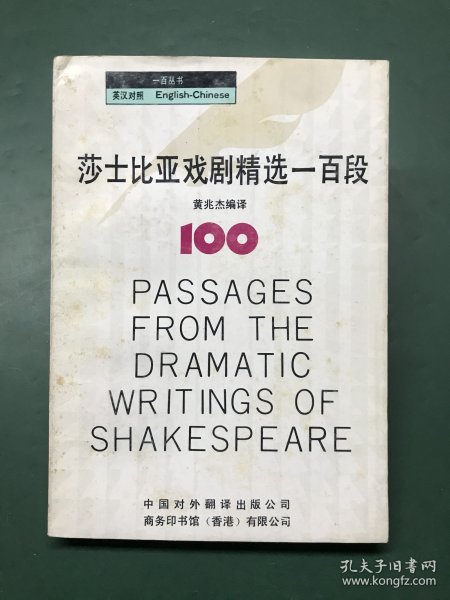 一百丛书
英汉对照 English-Chinese
莎士比亚戏剧精选一百段
黄兆杰编译
100
PASSAGES
FROM THE
DRAMATIC
WRITINGS OF
SHAKESPEARE
中国对外翻译出版公司
商务印书馆（香港）有限公司
孔夫子旧书网
www.kongfz.com